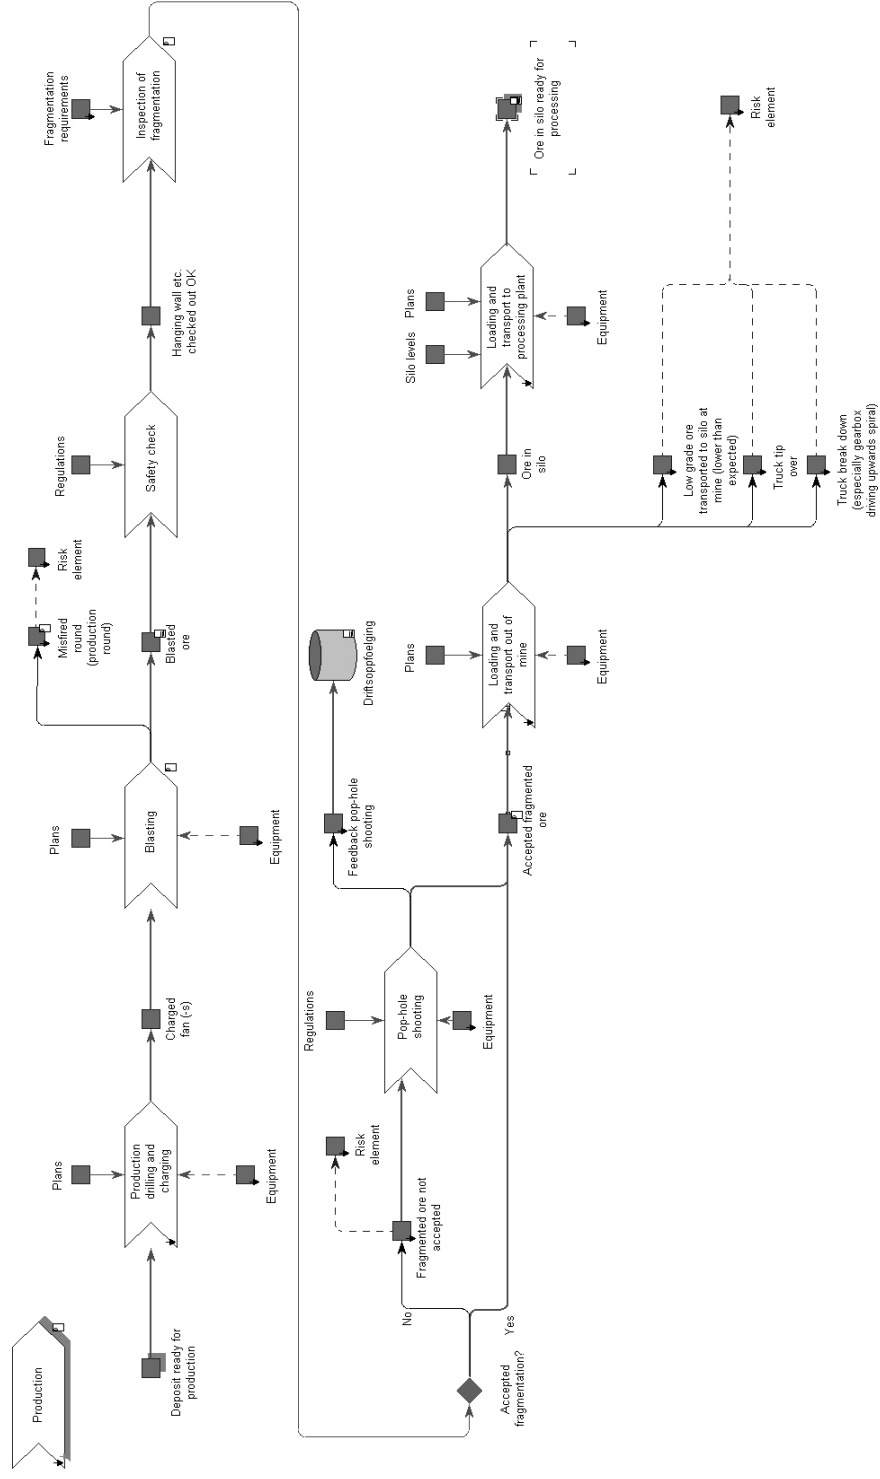 Production
Deposit ready for
production
Plans
Production
drilling and
charging
Equipment
Charged
fan (-s)
Plans
Blasting
Equipment
Misfired
round
(production
round)
Risk
element
Blasted
ore
Regulations
Safety check
Hanging wall etc.
checked out OK
Fragmentation
requirements
Inspection of
fragmentation
Accepted
fragmentation?
No
Yes
Fragmented ore not
accepted
Risk
element
Regulations
Pop-hole
shooting
Equipment
Feedback pop-hole
shooting
Driftsoppfoelging
Accepted fragmented
ore
Plans
Loading and
transport out of
mine
Equipment
Ore in
silo
Silo levels
Plans
Loading and
transport to
processing plant
Equipment
Ore in silo ready for
processing
Low grade ore
transported to silo at
mine (lower than
expected)
Truck tip
over
Truck break down
(especially gearbox
driving upwards spiral)
Risk
element